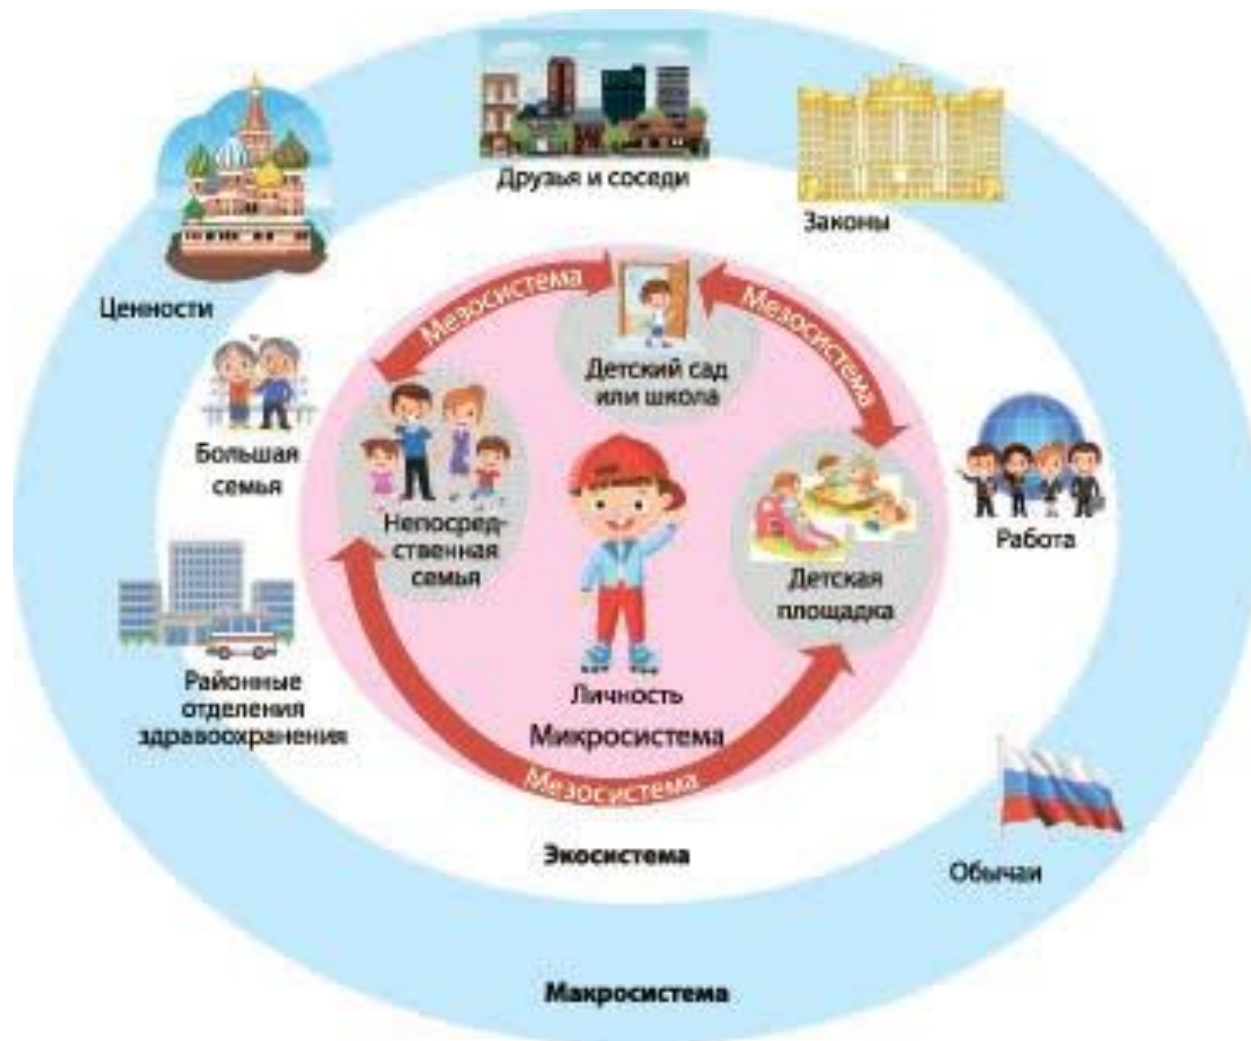 Друзья и соседи
Законы
Ценности
Мезосистема
Мезосистема
Детский сад
или школа
Большая
семья
Непосред-
ственная
семья
Работа
Детская
площадка
Районные
отделения
здравоохранения
Личность
Микросистема
Мезосистема
Экосистема
Обычаи
Макросистема